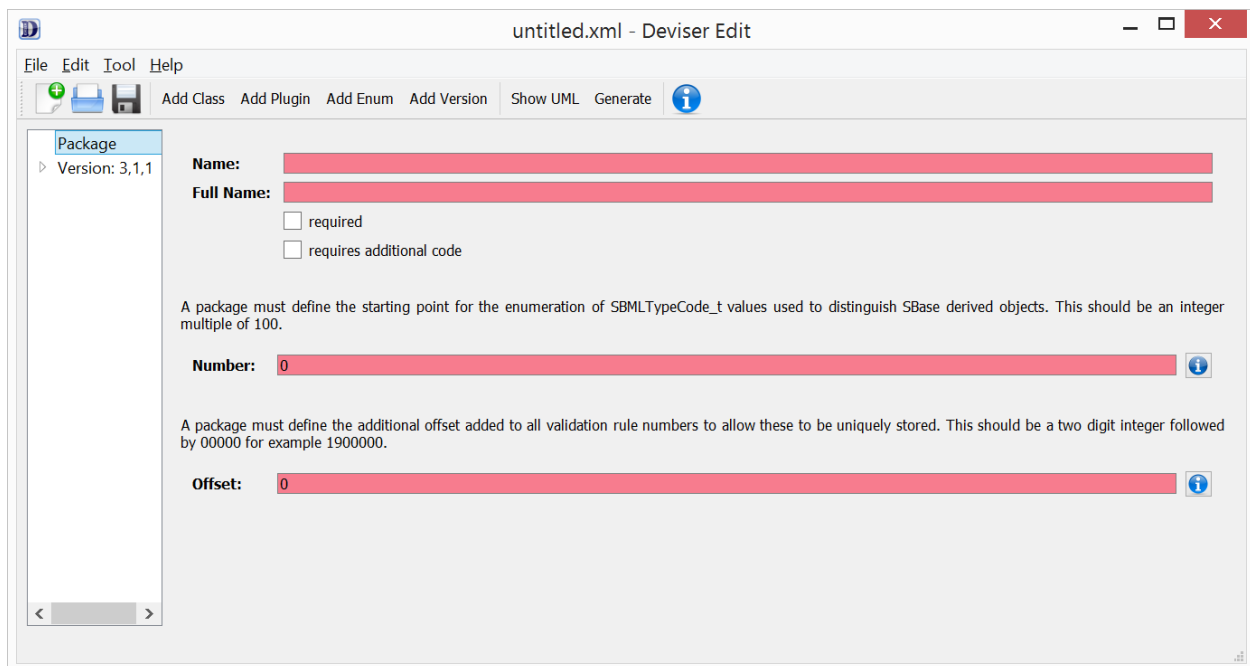 untitled.xml - Deviser Edit
File Edit Tool Help
Add Class Add Plugin Add Enum Add Version Show UML Generate
Package
Version: 3,1,1
Name:
Full Name:
required
requires additional code
A package must define the starting point for the enumeration of SBMLTypeCode_t values used to distinguish SBase derived objects. This should be an integer
multiple of 100.
Number: 0
A package must define the additional offset added to all validation rule numbers to allow these to be uniquely stored. This should be a two digit integer followed
by 00000 for example 1900000.
Offset: 0